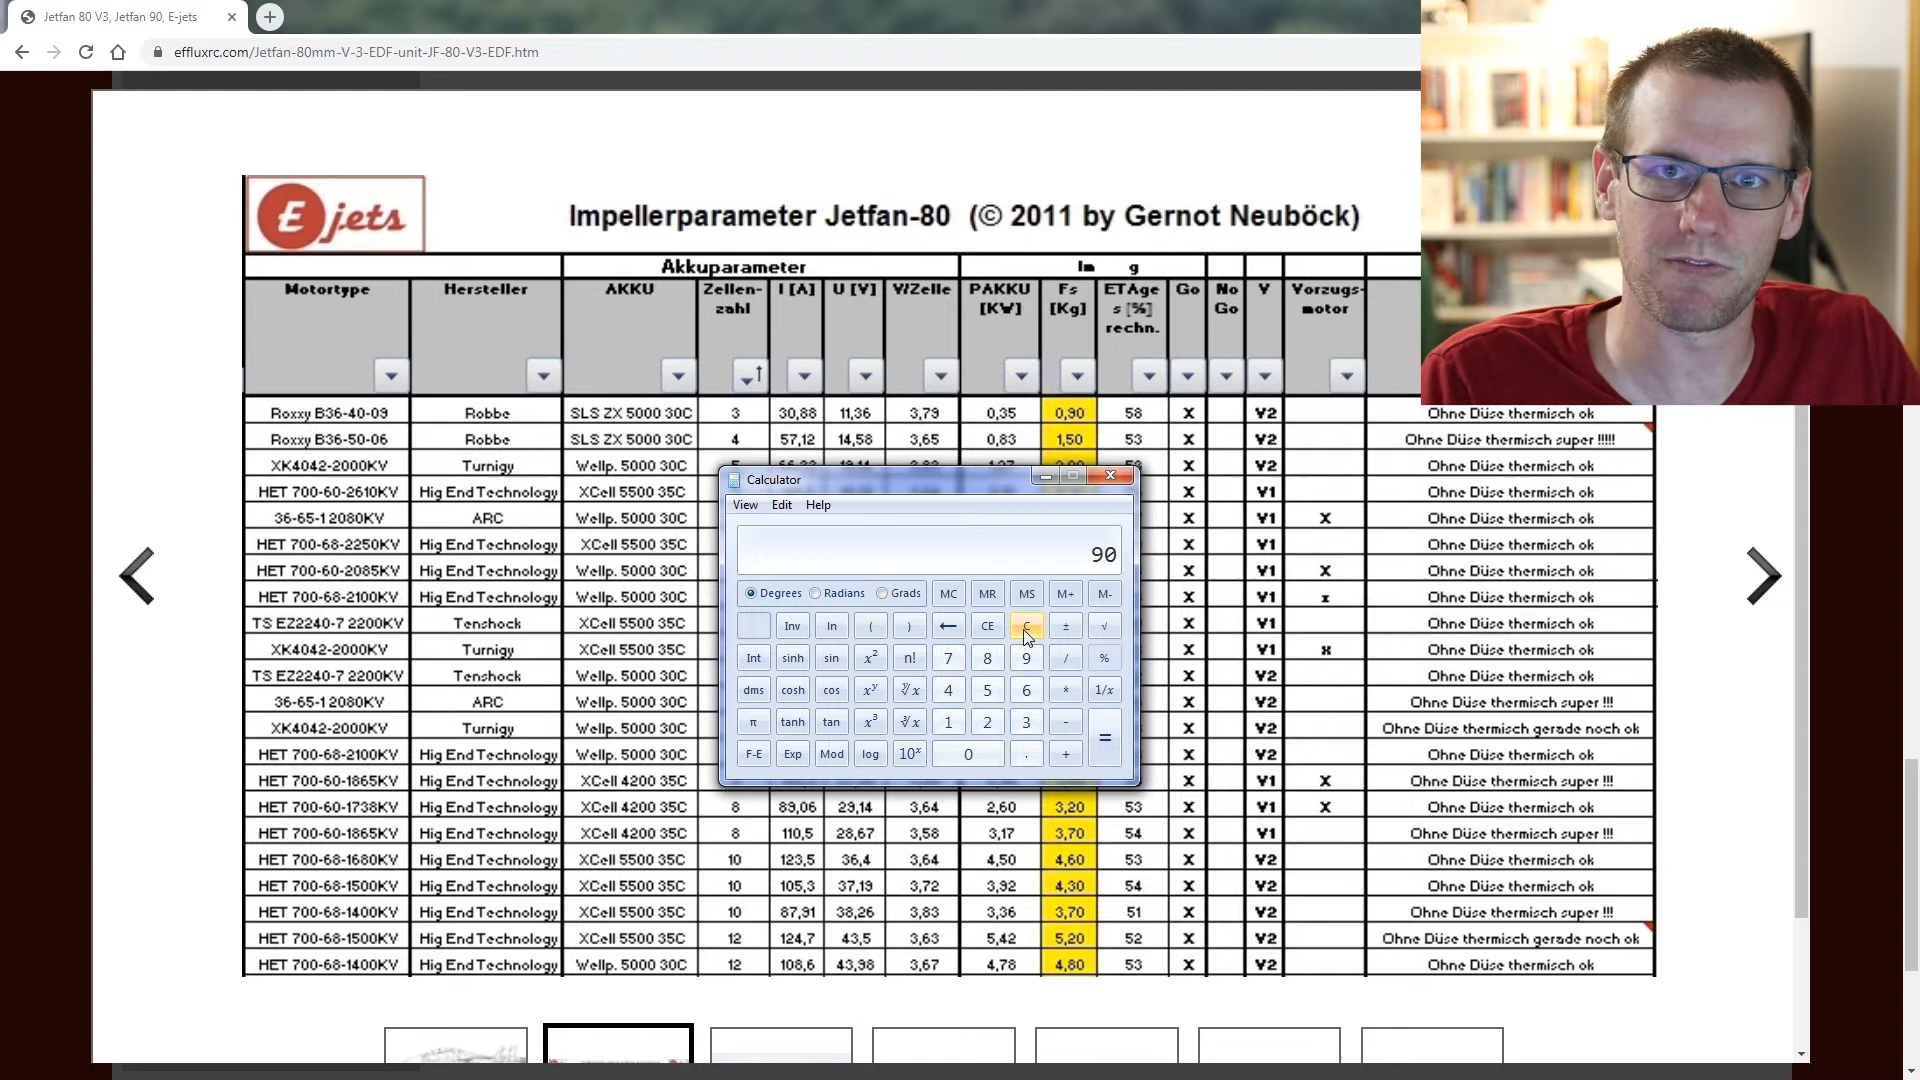 Jetfan 80 V3, Jetfan 90, E-jets
effluxrc.com/Jetfan-80mm-V-3-EDF-unit-JF-80-V3-EDF.htm
E jets
Impellerparameter Jetfan-80 (© 2011 by Gernot Neuböck)
Akkuparameter Im g
Motortype Hersteller AKKU Zellen- I [A] U [V] V/Zelle PAKKU Fs ETAge Go No V Vorzugs-
zahl [KW] [Kg] s [%] Go motor
rechn.
Roxxy B36-40-09 Robbe SLS ZX 5000 30C 3 30,88 11,36 3,79 0,35 0,90 58 X V2 Ohne Düse thermisch ok
Roxxy B36-50-06 Robbe SLS ZX 5000 30C 4 57,12 14,58 3,65 0,83 1,50 53 X V2 Ohne Düse thermisch super !!!!!
XK4042-2000KV Turnigy Wellp. 5000 30C X V2 Ohne Düse thermisch ok
HET 700-60-2610KV Hig End Technology XCell 5500 35C X V1 Ohne Düse thermisch ok
36-65-1 2080KV ARC Wellp. 5000 30C X V1 X Ohne Düse thermisch ok
HET 700-68-2250KV Hig End Technology XCell 5500 35C X V1 Ohne Düse thermisch ok
HET 700-60-2085KV Hig End Technology Wellp. 5000 30C X V1 X Ohne Düse thermisch ok
HET 700-68-2100KV Hig End Technology Wellp. 5000 30C X V1 x Ohne Düse thermisch ok
TS EZ2240-7 2200KV Tenshock XCell 5500 35C X V1 Ohne Düse thermisch ok
XK4042-2000KV Turnigy Wellp. 5000 30C X V1 x Ohne Düse thermisch ok
TS EZ2240-7 2200KV Tenshock Wellp. 5000 30C X V2 Ohne Düse thermisch ok
36-65-1 2080KV ARC Wellp. 5000 30C X V2 Ohne Düse thermisch super !!!
XK4042-2000KV Turnigy Wellp. 5000 30C X V2 Ohne Düse thermisch gerade noch ok
HET 700-68-2100KV Hig End Technology Wellp. 5000 30C X V2 Ohne Düse thermisch ok
HET 700-60-1865KV Hig End Technology XCell 4200 35C X V1 X Ohne Düse thermisch super !!!
HET 700-60-1738KV Hig End Technology XCell 4200 35C 8 89,06 29,14 3,64 2,60 3,20 53 X V1 X Ohne Düse thermisch ok
HET 700-60-1865KV Hig End Technology XCell 4200 35C 8 110,5 28,67 3,58 3,17 3,70 54 X V1 Ohne Düse thermisch super !!!
HET 700-68-1680KV Hig End Technology XCell 5500 35C 10 123,5 36,4 3,64 4,50 4,60 53 X V2 Ohne Düse thermisch ok
HET 700-68-1500KV Hig End Technology XCell 5500 35C 10 105,3 37,19 3,72 3,92 4,30 54 X V2 Ohne Düse thermisch ok
HET 700-68-1400KV Hig End Technology XCell 5500 35C 10 87,91 38,26 3,83 3,36 3,70 51 X V2 Ohne Düse thermisch super !!!
HET 700-68-1500KV Hig End Technology XCell 5500 35C 12 124,7 43,5 3,63 5,42 5,20 52 X V2 Ohne Düse thermisch gerade noch ok
HET 700-68-1400KV Hig End Technology Wellp. 5000 30C 12 108,6 43,98 3,67 4,78 4,80 53 X V2 Ohne Düse thermisch ok
Calculator
View Edit Help
90
Degrees Radians Grads MC MR MS M+ M-
Inv ln ( ) ← CE C ± √
Int sinh sin x² n! 7 8 9 / %
dms cosh cos xʸ ʸ√x 4 5 6 * 1/x
π tanh tan x³ ³√x 1 2 3 - =
F-E Exp Mod log 10ˣ 0 . +